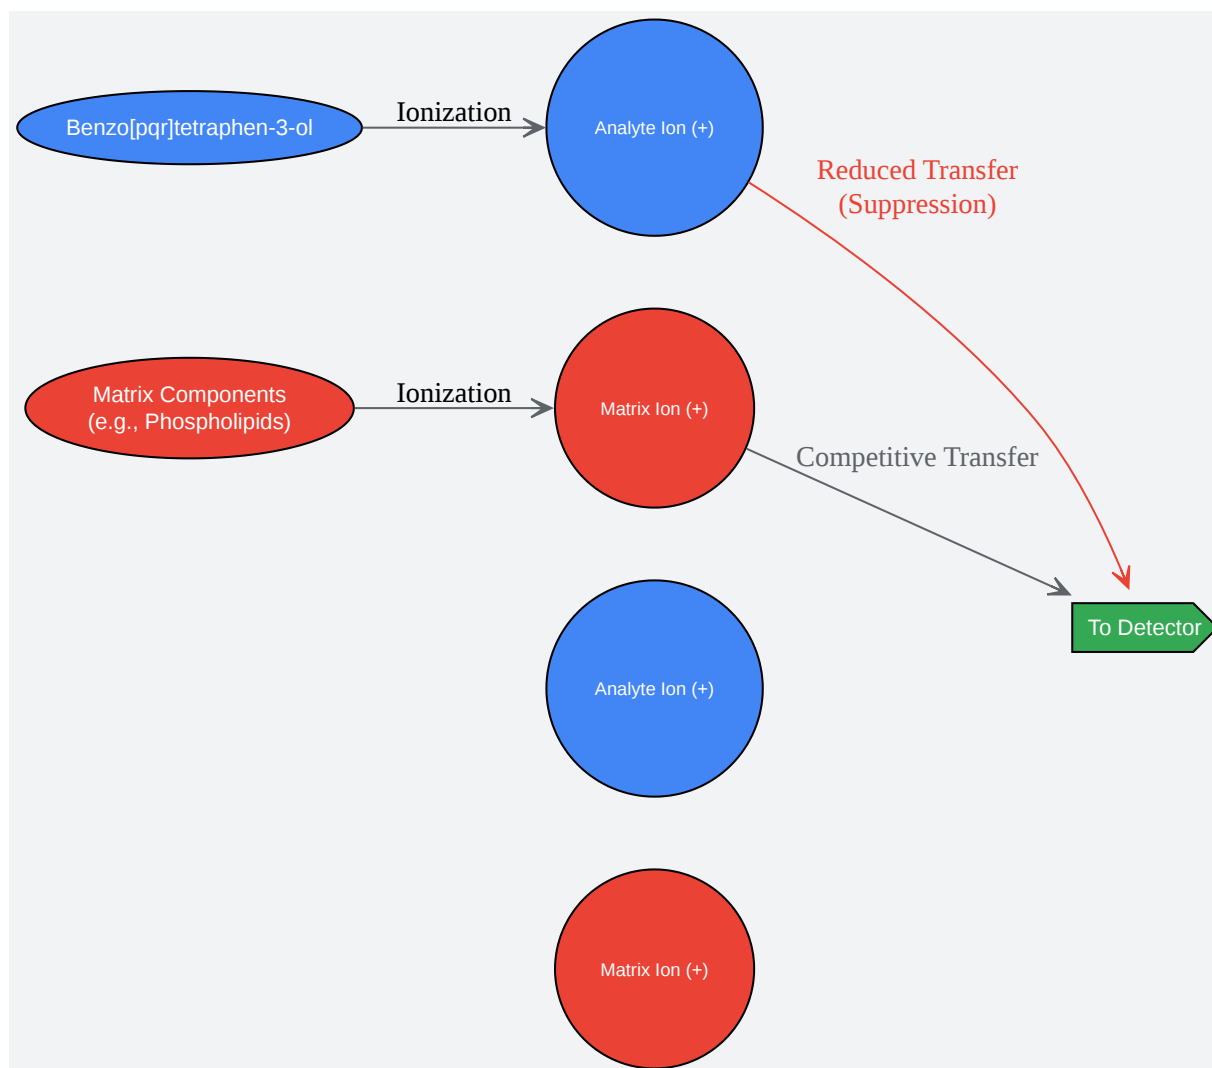 Benzo[pqr]tetraphen-3-ol
Ionization
Analyte Ion (+)
Reduced Transfer
(Suppression)
Matrix Components
(e.g., Phospholipids)
Ionization
Matrix Ion (+)
Competitive Transfer
To Detector
Analyte Ion (+)
Matrix Ion (+)